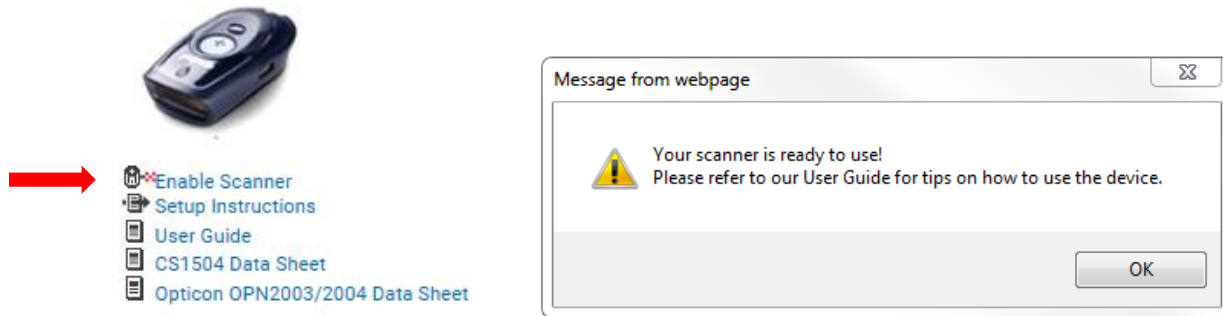 Enable Scanner
Setup Instructions
User Guide
CS1504 Data Sheet
Opticon OPN2003/2004 Data Sheet
Message from webpage
Your scanner is ready to use!
Please refer to our User Guide for tips on how to use the device.
OK